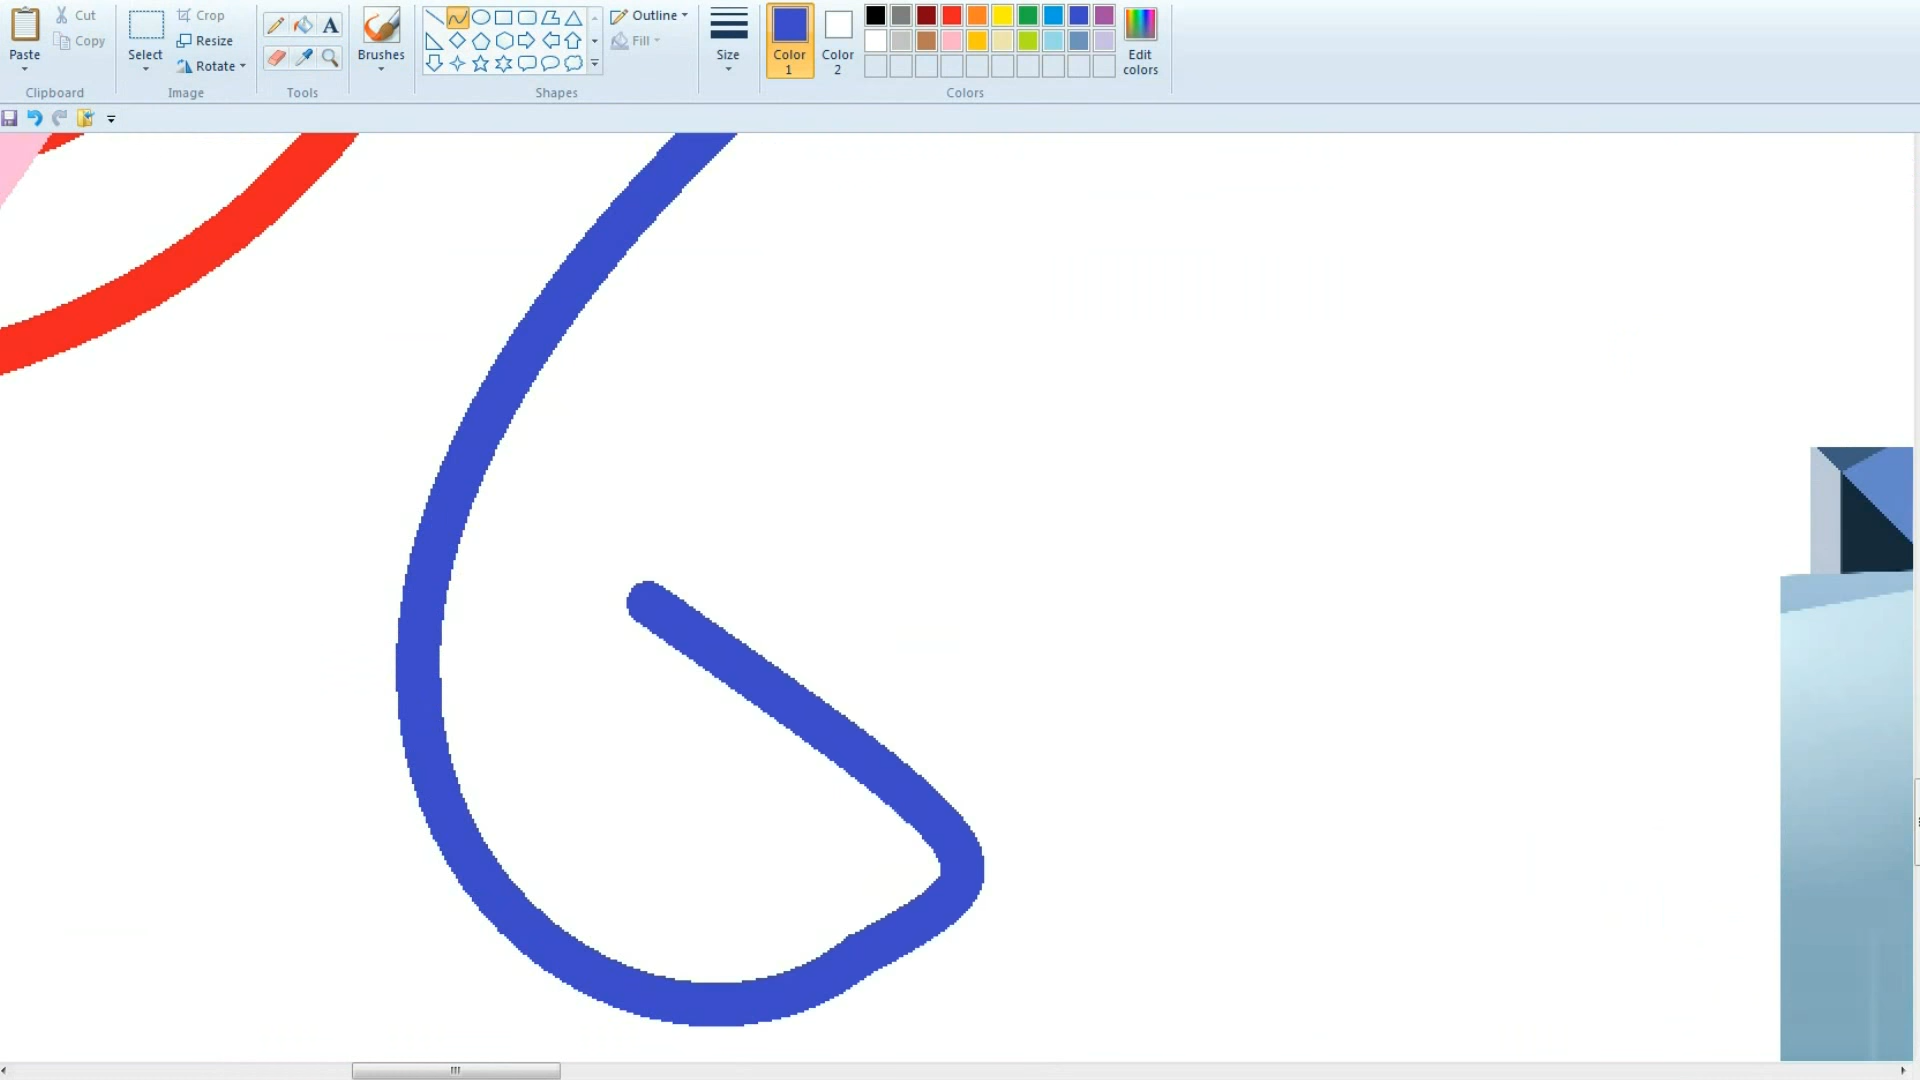 Paste
Cut
Copy
Clipboard
Select
Crop
Resize
Rotate
Image
A
Tools
Brushes
Shapes
Outline
Fill
Size
Color 1
Color 2
Edit colors
Colors